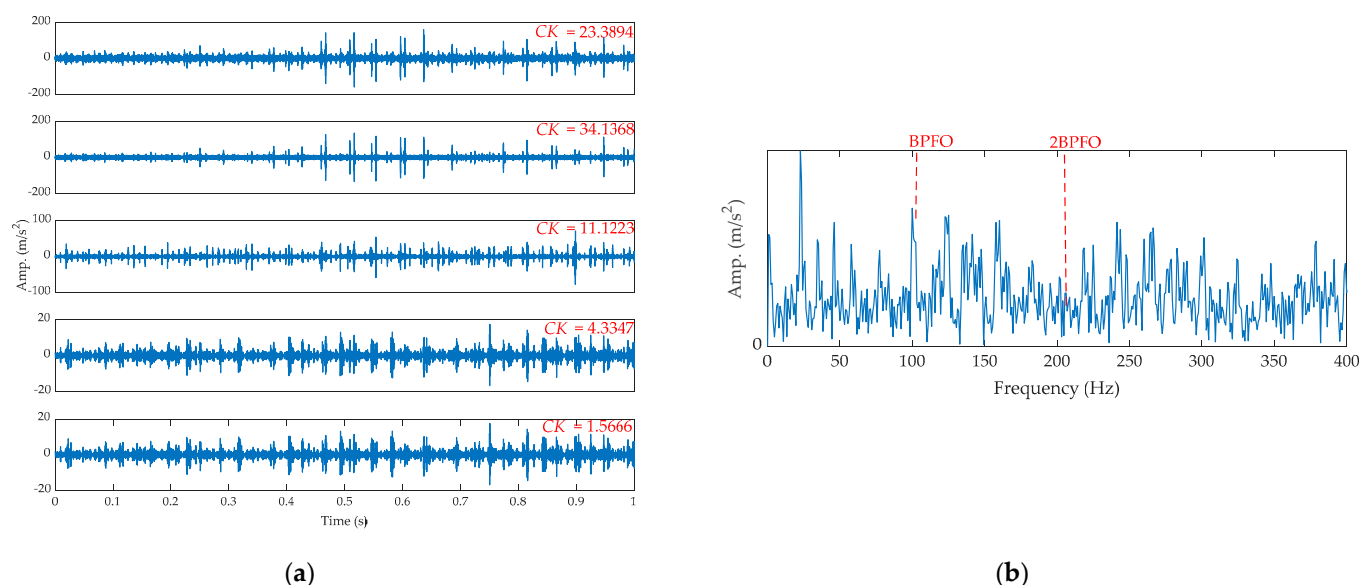 200
0
-200
CK = 23.3894
200
0
-200
CK = 34.1368
100
0
-100
CK = 11.1223
20
0
-20
CK = 4.3347
20
0
-20
CK = 1.5666
Amp. (m/s²)
0 0.1 0.2 0.3 0.4 0.5 0.6 0.7 0.8 0.9 1
Time (s)
(a)
BPFO 2BPFO
Amp. (m/s²)
0
0 50 100 150 200 250 300 350 400
Frequency (Hz)
(b)